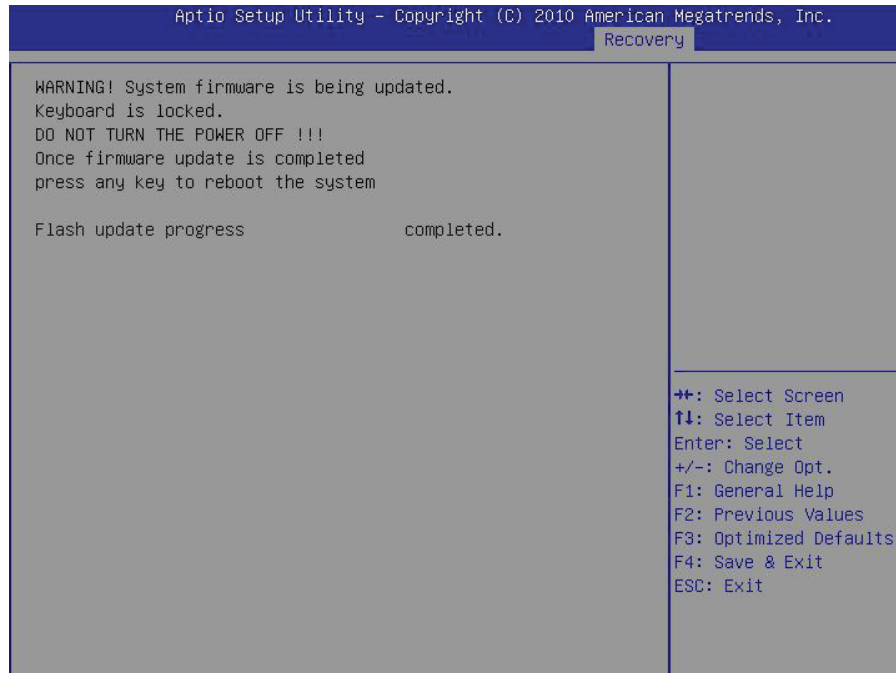 Aptio Setup Utility – Copyright (C) 2010 American Megatrends, Inc.
Recovery
WARNING! System firmware is being updated.
Keyboard is locked.
DO NOT TURN THE POWER OFF !!!
Once firmware update is completed
press any key to reboot the system
Flash update progress completed.
→←: Select Screen
↑↓: Select Item
Enter: Select
+/-: Change Opt.
F1: General Help
F2: Previous Values
F3: Optimized Defaults
F4: Save & Exit
ESC: Exit